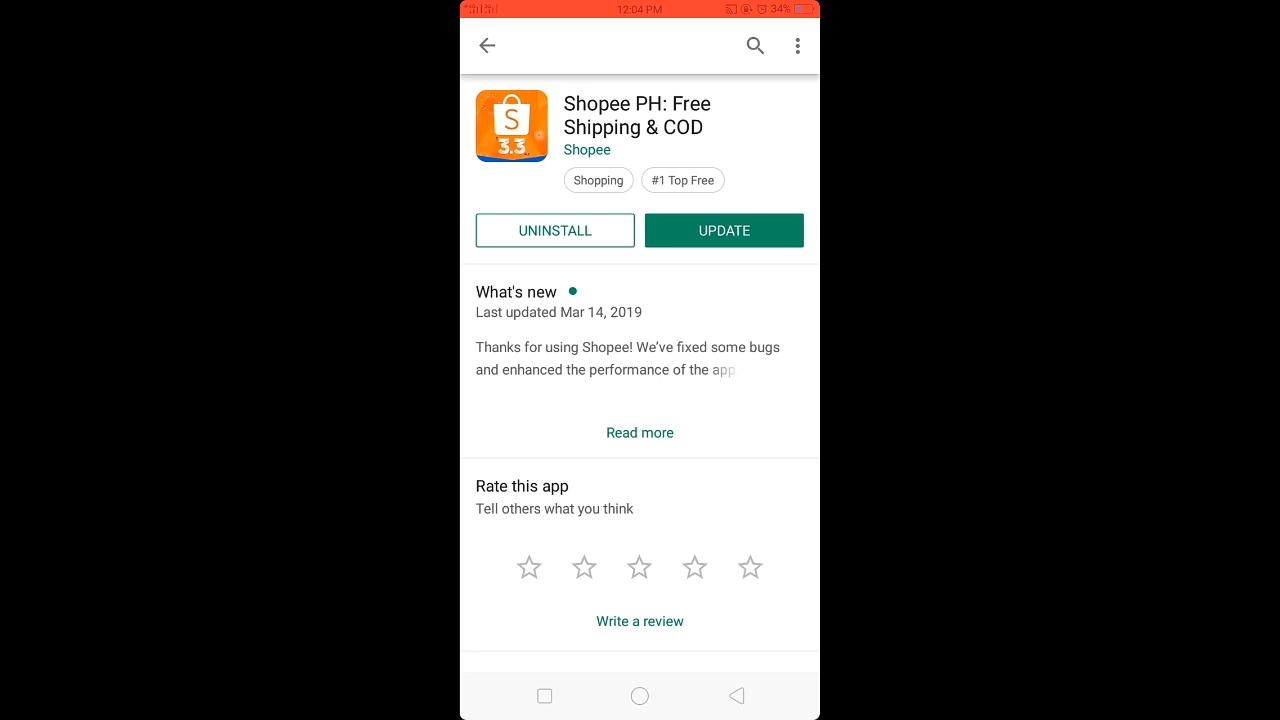 12:04 PM
34%
Shopee PH: Free
Shipping & COD
S
3.3
Shopee
Shopping
#1 Top Free
UNINSTALL
UPDATE
What's new
Last updated Mar 14, 2019
Thanks for using Shopee! We’ve fixed some bugs
and enhanced the performance of the app
Read more
Rate this app
Tell others what you think
Write a review